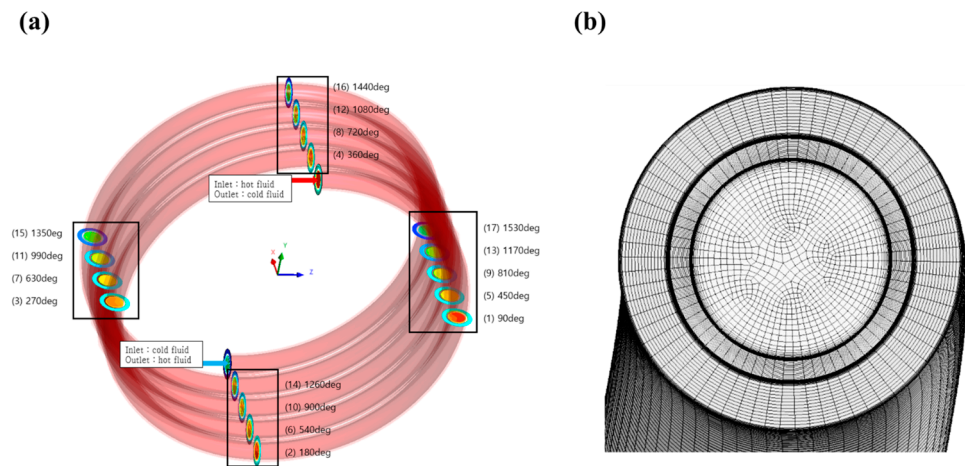 (a)
(b)
(16) 1440deg
(12) 1080deg
(8) 720deg
(4) 360deg
Inlet : hot fluid
Outlet : cold fluid
(15) 1350eg
(11) 990deg
(7) 630deg
(3) 270deg
(17) 1530deg
(13) 1170deg
(9) 810deg
(5) 450deg
(1) 90deg
X
Y
Z
Inlet : cold fluid
Outlet : hot fluid
(14) 1260deg
(10) 900deg
(6) 540deg
(2) 180deg